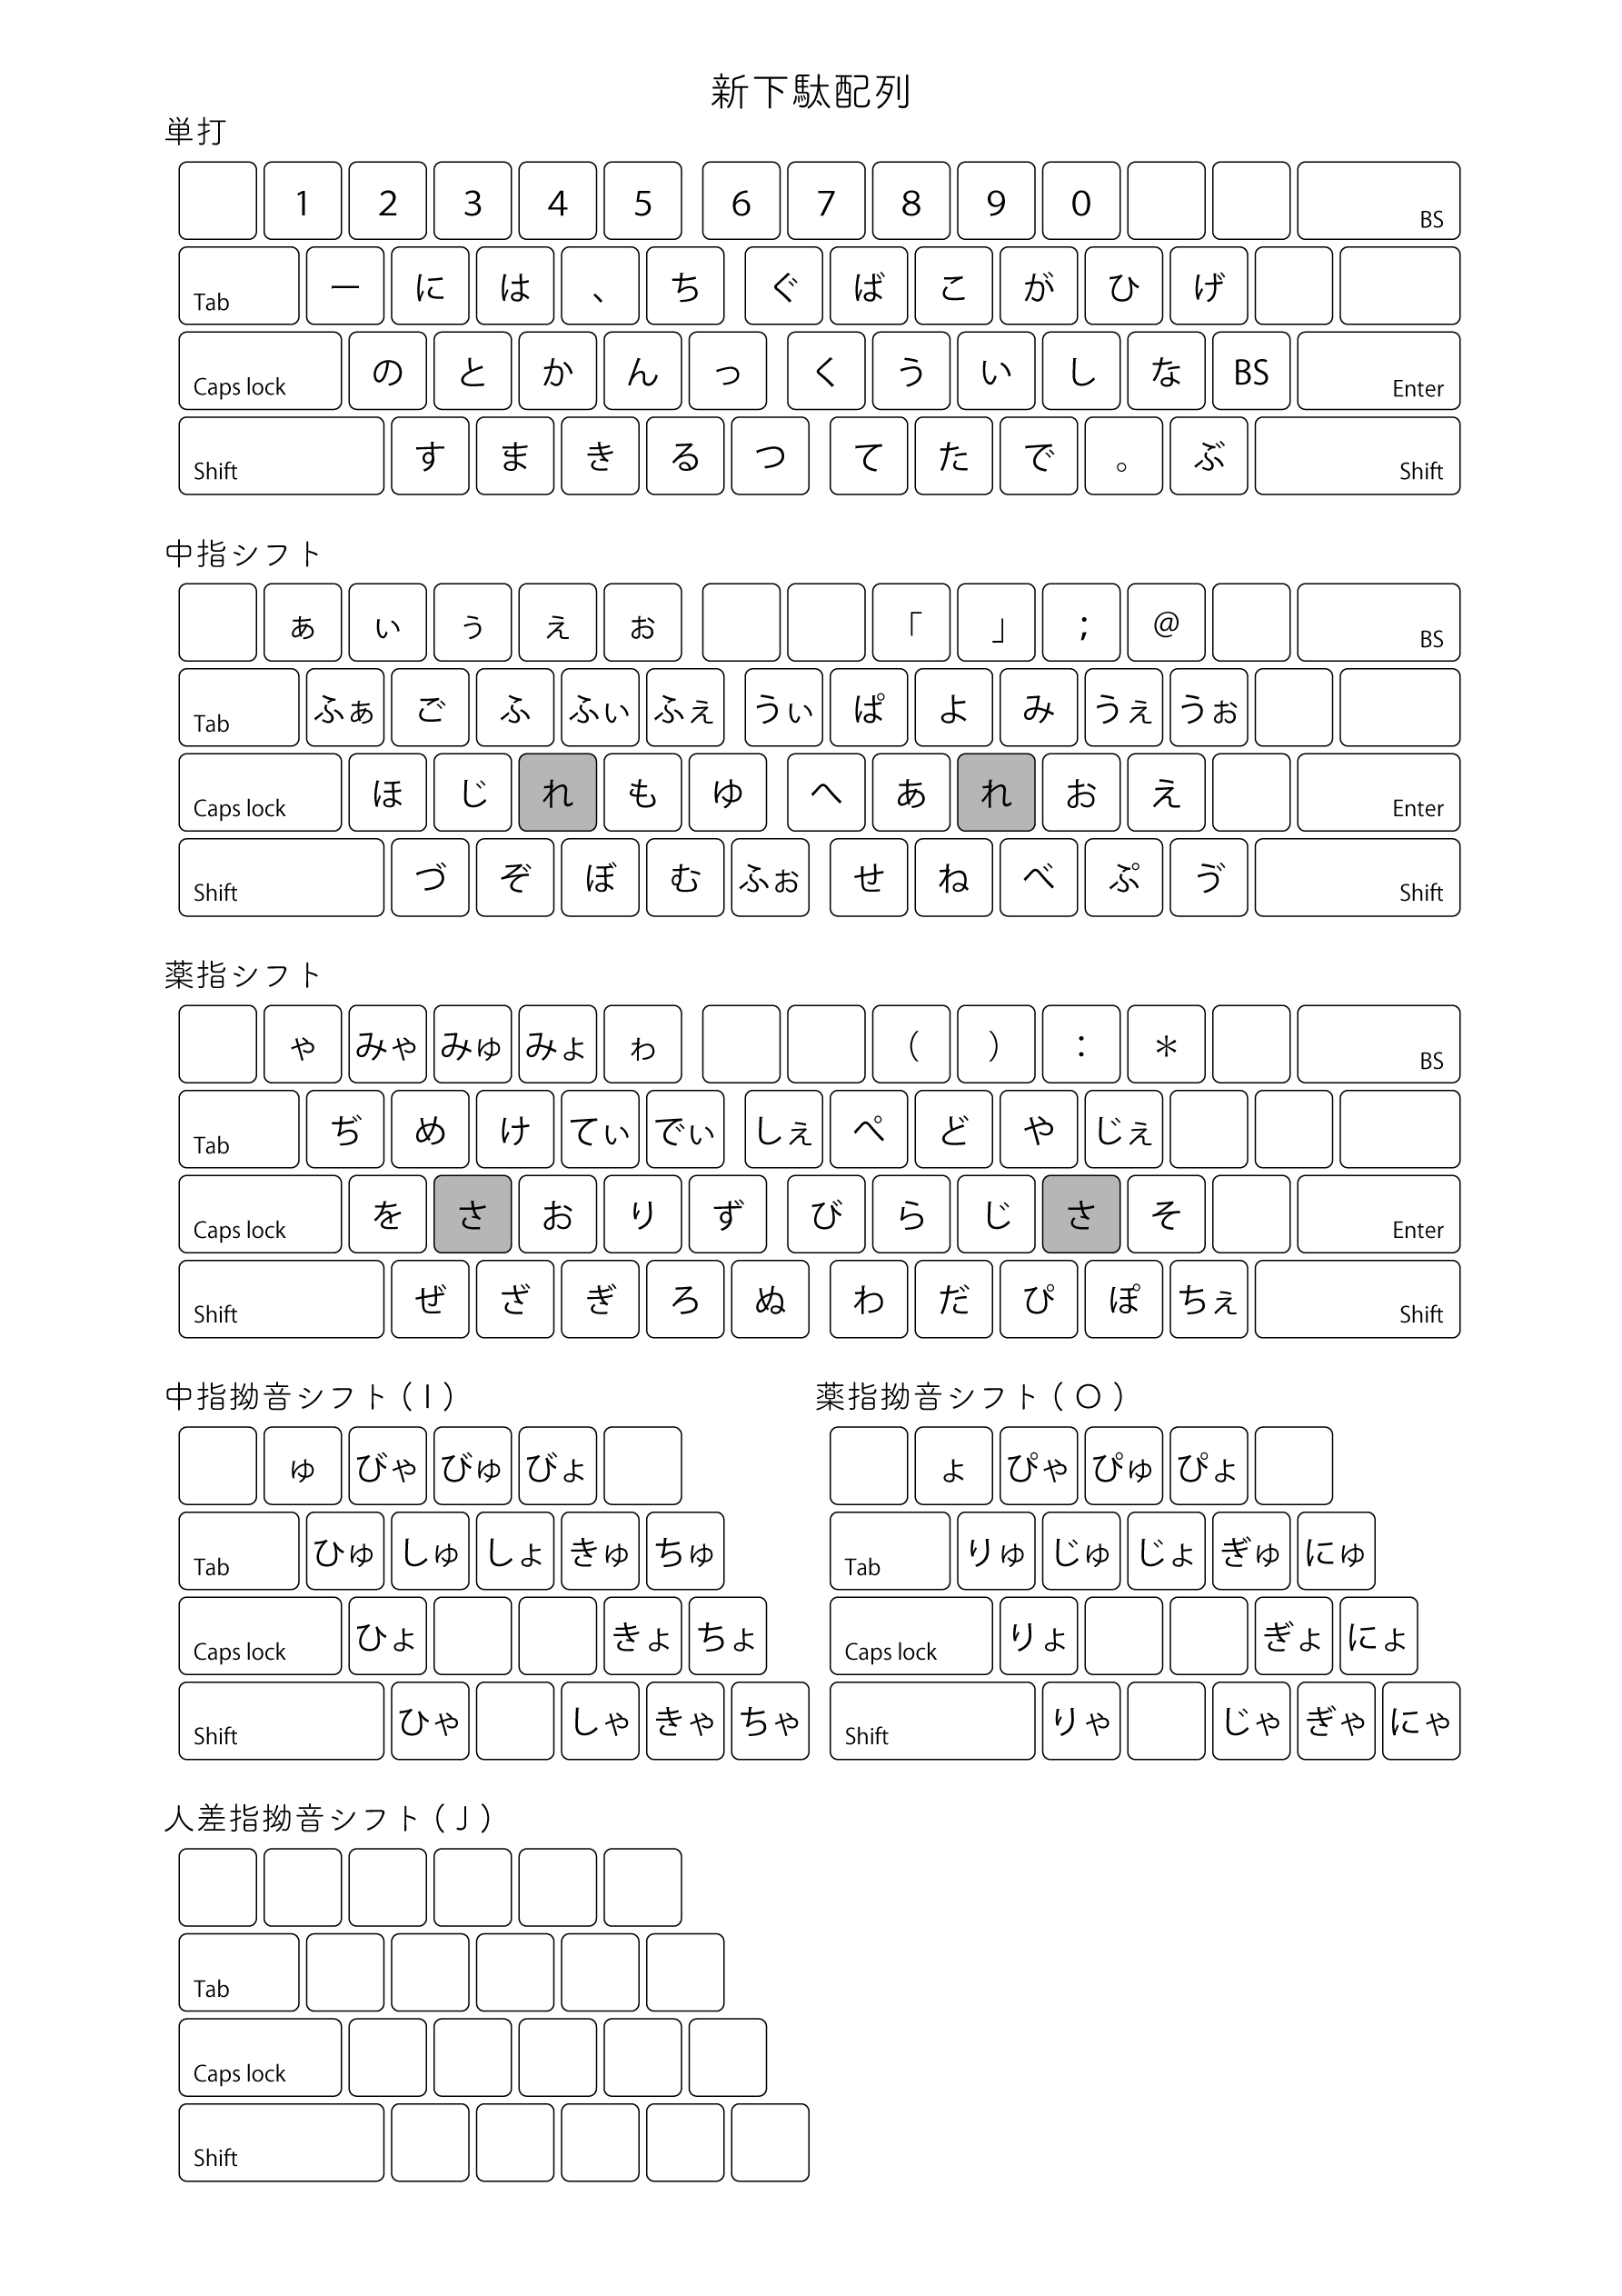 新下駄配列
単打
1 2 3 4 5 6 7 8 9 0 BS
Tab ー に は 、 ち ぐ ば こ が ひ げ
Caps lock の と か ん っ く う い し な BS Enter
Shift す ま き る つ て た で 。 ぶ Shift
中指シフト
ぁ ぃ ぅ ぇ ぉ 「 」 ; @ BS
Tab ふぁ ご ふ ふぃ ふぇ うぃ ぱ よ み うぇ うぉ
Caps lock ほ じ れ も ゆ へ あ れ お え Enter
Shift づ ぞ ぼ む ふぉ せ ね べ ぷ ゔ Shift
薬指シフト
ゃ みゃ みゅ みょ ゎ ( ) : * BS
Tab ぢ め け てぃ でぃ しぇ ぺ ど や じぇ
Caps lock を さ お り ず び ら じ さ そ Enter
Shift ぜ ざ ぎ ろ ぬ わ だ ぴ ぽ ちぇ Shift
中指拗音シフト(I)
ゅ びゃ びゅ びょ
Tab ひゅ しゅ しょ きゅ ちゅ
Caps lock ひょ きょ ちょ
Shift ひゃ しゃ きゃ ちゃ
薬指拗音シフト(O)
ょ ぴゃ ぴゅ ぴょ
Tab りゅ じゅ じょ ぎゅ にゅ
Caps lock りょ ぎょ にょ
Shift りゃ じゃ ぎゃ にゃ
人差指拗音シフト(J)
Tab
Caps lock
Shift